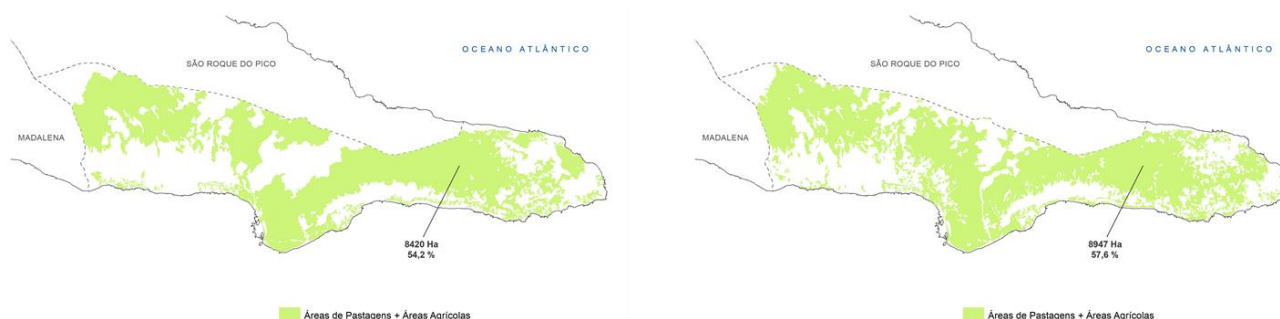 OCEANO ATLÂNTICO
SÃO ROQUE DO PICO
MADALENA
8420 Ha
54,2 %
Áreas de Pastagens + Áreas Agrícolas
OCEANO ATLÂNTICO
SÃO ROQUE DO PICO
MADALENA
8947 Ha
57,6 %
Áreas de Pastagens + Áreas Agrícolas